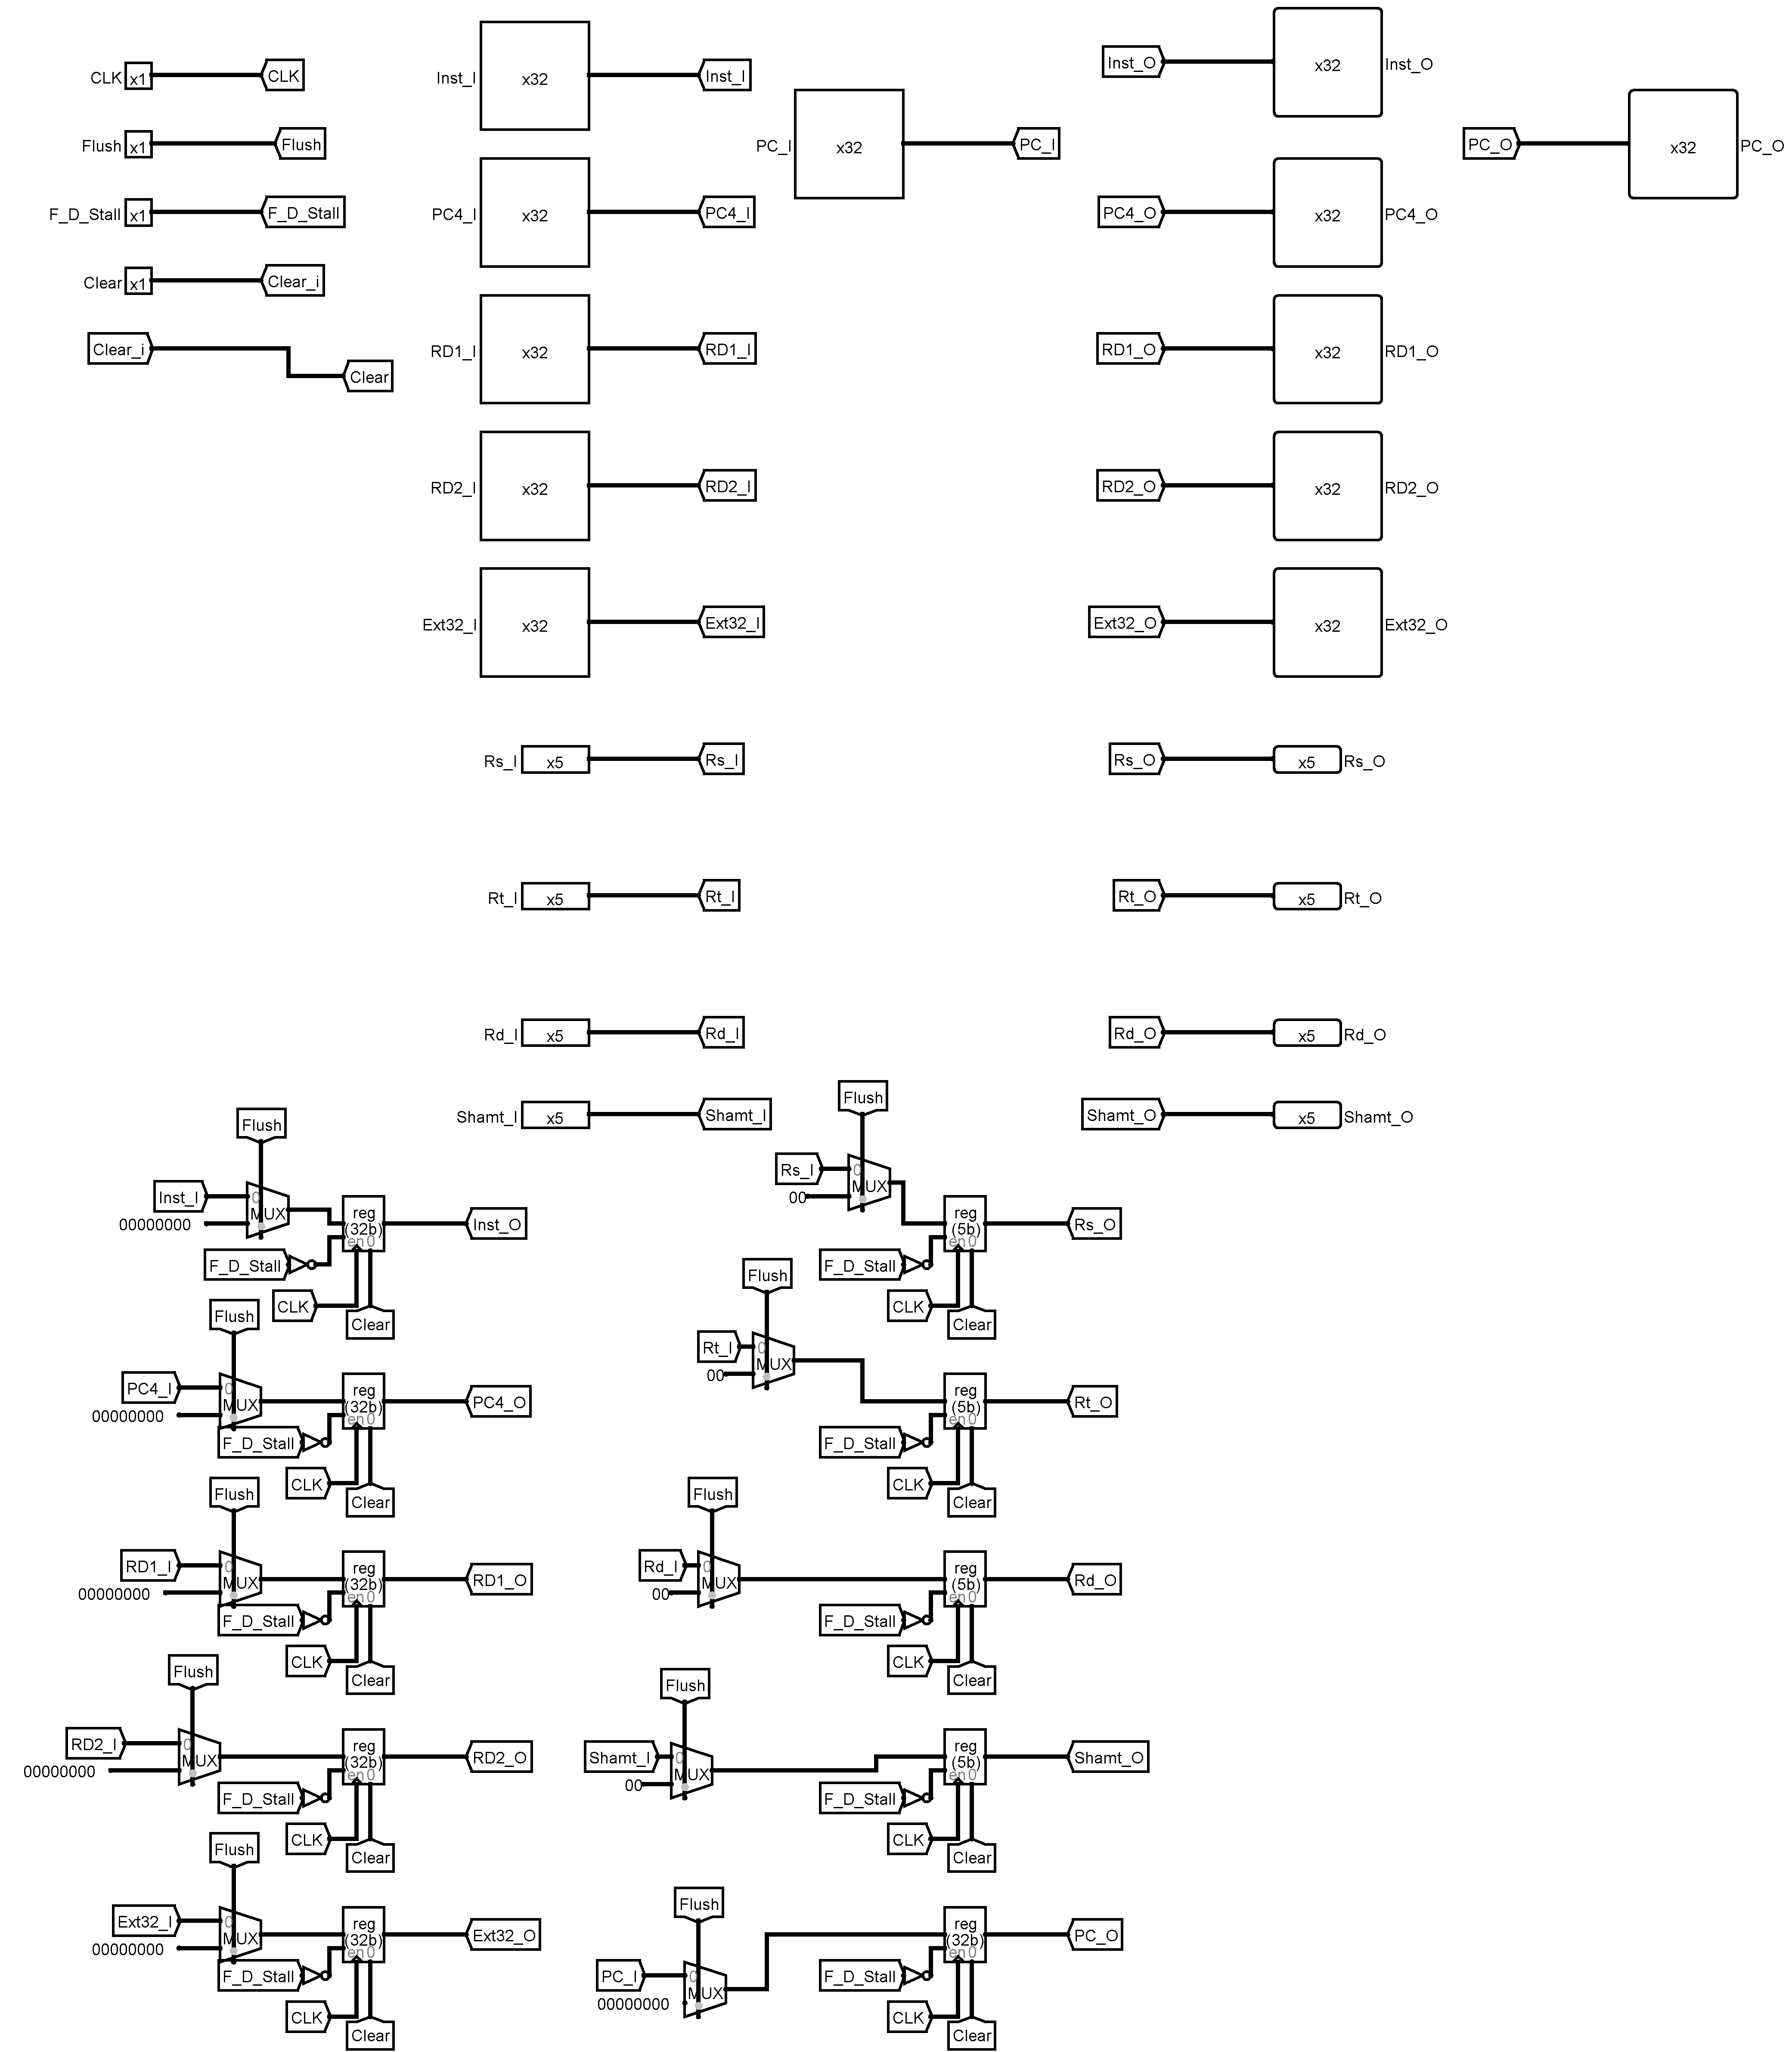 CLK x1 CLK
Inst_I x32 Inst_I
Inst_O x32 Inst_O
Flush x1 Flush
PC_I x32 PC_I
PC_O x32 PC_O
F_D_Stall x1 F_D_Stall
PC4_I x32 PC4_I
PC4_O x32 PC4_O
Clear x1 Clear_i
Clear_i Clear
RD1_I x32 RD1_I
RD1_O x32 RD1_O
RD2_I x32 RD2_I
RD2_O x32 RD2_O
Ext32_I x32 Ext32_I
Ext32_O x32 Ext32_O
Rs_I x5 Rs_I
Rs_O x5 Rs_O
Rt_I x5 Rt_I
Rt_O x5 Rt_O
Rd_I x5 Rd_I
Rd_O x5 Rd_O
Shamt_I x5 Shamt_I
Shamt_O x5 Shamt_O
Flush
Inst_I 0
00000000 MUX
reg
(32b)
en 0
Inst_O
F_D_Stall
CLK
Clear
Flush
PC4_I 0
00000000 MUX
reg
(32b)
en 0
PC4_O
F_D_Stall
CLK
Clear
Flush
RD1_I 0
00000000 MUX
reg
(32b)
en 0
RD1_O
F_D_Stall
CLK
Clear
Flush
RD2_I 0
00000000 MUX
reg
(32b)
en 0
RD2_O
F_D_Stall
CLK
Clear
Flush
Ext32_I 0
00000000 MUX
reg
(32b)
en 0
Ext32_O
F_D_Stall
CLK
Clear
Flush
Rs_I 0
00 MUX
reg
(5b)
en 0
Rs_O
F_D_Stall
CLK
Clear
Flush
Rt_I 0
00 MUX
reg
(5b)
en 0
Rt_O
F_D_Stall
CLK
Clear
Flush
Rd_I 0
00 MUX
reg
(5b)
en 0
Rd_O
F_D_Stall
CLK
Clear
Flush
Shamt_I 0
00 MUX
reg
(5b)
en 0
Shamt_O
F_D_Stall
CLK
Clear
Flush
PC_I 0
00000000 MUX
reg
(32b)
en 0
PC_O
F_D_Stall
CLK
Clear